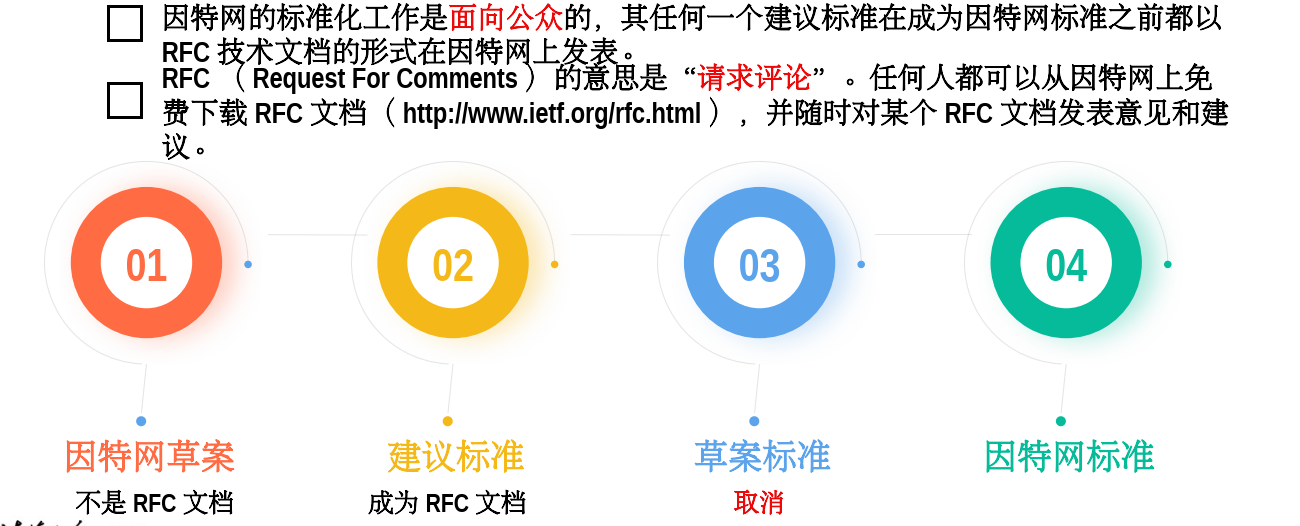 因特网的标准化工作是面向公众的，其任何一个建议标准在成为因特网标准之前都以
RFC 技术文档的形式在因特网上发表。
RFC （ Request For Comments ）的意思是“请求评论”。任何人都可以从因特网上免
费下载 RFC 文档（ http://www.ietf.org/rfc.html ），并随时对某个 RFC 文档发表意见和建
议。
01 02 03 04
因特网草案 建议标准 草案标准 因特网标准
不是 RFC 文档 成为 RFC 文档 取消